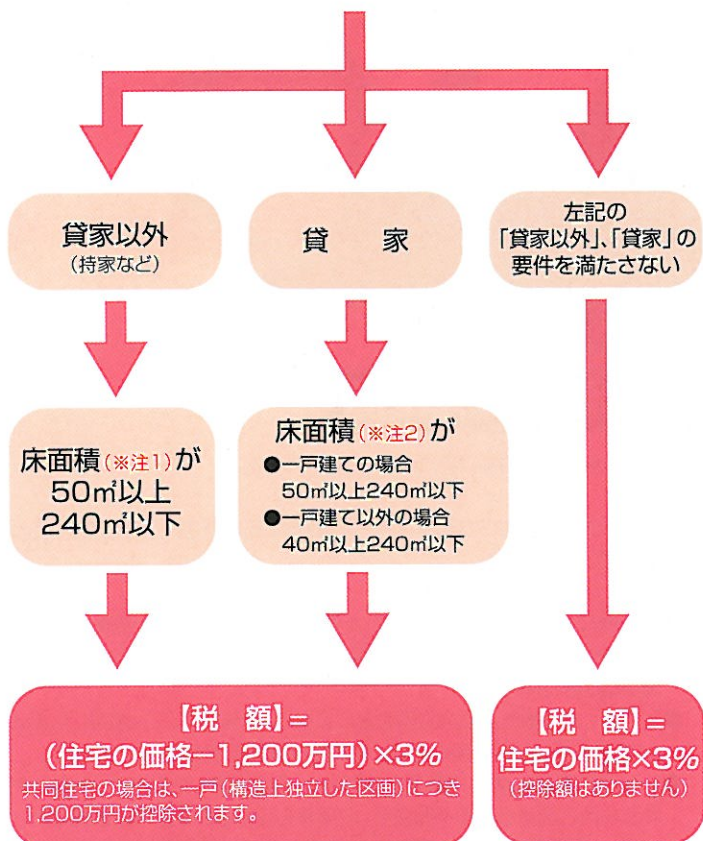 貸家以外
(持家など)
貸　家
左記の
「貸家以外」、「貸家」の
要件を満たさない
床面積(※注1)が
50㎡以上
240㎡以下
床面積(※注2)が
●一戸建ての場合
50㎡以上240㎡以下
●一戸建て以外の場合
40㎡以上240㎡以下
【税　額】=
(住宅の価格−1,200万円)×3%
共同住宅の場合は、一戸(構造上独立した区画)につき
1,200万円が控除されます。
【税　額】=
住宅の価格×3%
(控除額はありません)